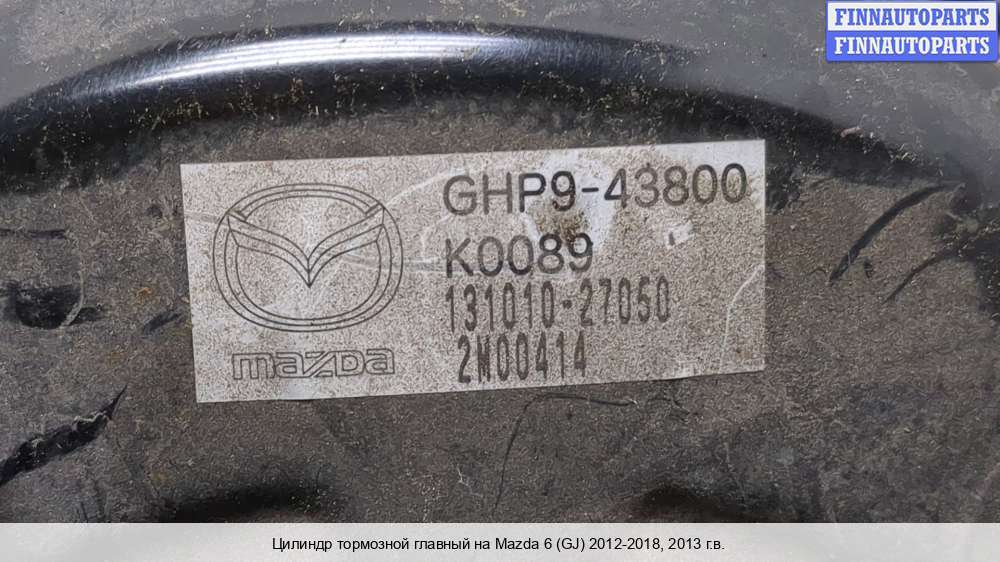 FINNAUTOPARTS
FINNAUTOPARTS
GHP9-43800
K0089
131010-27050
2M00414
mazda
Цилиндр тормозной главный на Mazda 6 (GJ) 2012-2018, 2013 г.в.